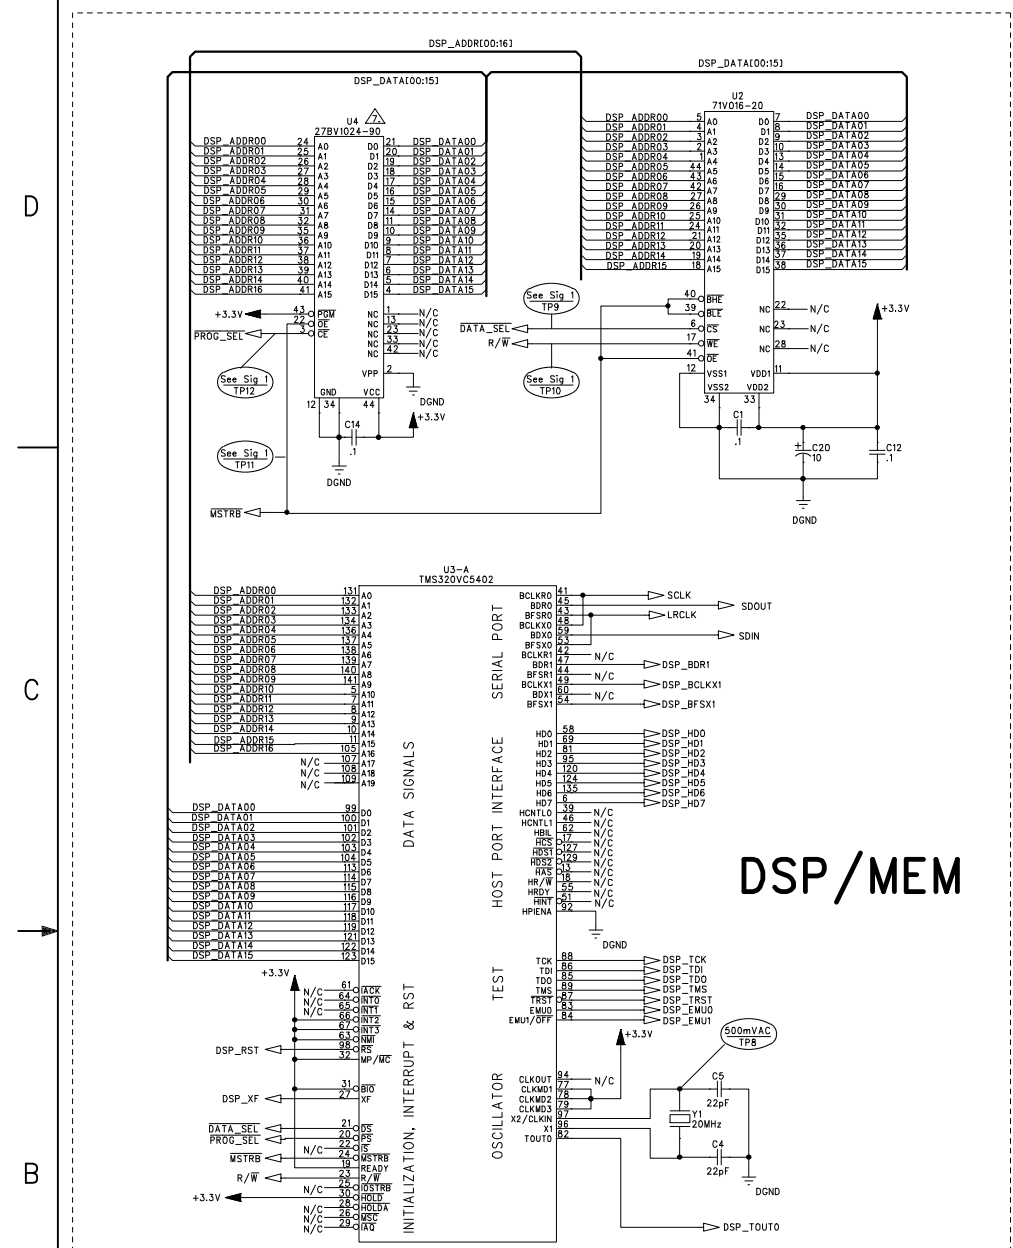 DSP_ADDR[00:16]
DSP_DATA[00:15]
DSP_DATA[00:15]
U4
7.
27BV1024-90
DSP_ADDR00 24 A0 D0 21 DSP_DATA00
DSP_ADDR01 25 A1 D1 20 DSP_DATA01
DSP_ADDR02 26 A2 D2 19 DSP_DATA02
DSP_ADDR03 27 A3 D3 18 DSP_DATA03
DSP_ADDR04 28 A4 D4 17 DSP_DATA04
DSP_ADDR05 29 A5 D5 16 DSP_DATA05
DSP_ADDR06 30 A6 D6 15 DSP_DATA06
DSP_ADDR07 31 A7 D7 14 DSP_DATA07
DSP_ADDR08 32 A8 D8 11 DSP_DATA08
DSP_ADDR09 35 A9 D9 10 DSP_DATA09
DSP_ADDR10 36 A10 D10 9 DSP_DATA10
DSP_ADDR11 37 A11 D11 8 DSP_DATA11
DSP_ADDR12 38 A12 D12 7 DSP_DATA12
DSP_ADDR13 39 A13 D13 6 DSP_DATA13
DSP_ADDR14 40 A14 D14 5 DSP_DATA14
DSP_ADDR16 41 A15 D15 4 DSP_DATA15
+3.3V 43 PGM NC 1 N/C
22 OE NC 13 N/C
PROG_SEL 3 CE NC 23 N/C
NC 33 N/C
NC 42 N/C
VPP 2
DGND
GND VCC
12 34 44
+3.3V
C14
.1
DGND
See Sig 1
TP12
See Sig 1
TP11
MSTRB
U2
71V016-20
DSP_ADDR00 5 A0 D0 7 DSP_DATA00
DSP_ADDR01 4 A1 D1 8 DSP_DATA01
DSP_ADDR02 3 A2 D2 9 DSP_DATA02
DSP_ADDR03 2 A3 D3 10 DSP_DATA03
DSP_ADDR04 1 A4 D4 13 DSP_DATA04
DSP_ADDR05 44 A5 D5 14 DSP_DATA05
DSP_ADDR06 43 A6 D6 15 DSP_DATA06
DSP_ADDR07 42 A7 D7 16 DSP_DATA07
DSP_ADDR08 27 A8 D8 29 DSP_DATA08
DSP_ADDR09 26 A9 D9 30 DSP_DATA09
DSP_ADDR10 25 A10 D10 31 DSP_DATA10
DSP_ADDR11 24 A11 D11 32 DSP_DATA11
DSP_ADDR12 21 A12 D12 35 DSP_DATA12
DSP_ADDR13 20 A13 D13 36 DSP_DATA13
DSP_ADDR14 19 A14 D14 37 DSP_DATA14
DSP_ADDR15 18 A15 D15 38 DSP_DATA15
See Sig 1
TP9
40 BHE NC 22 N/C
39 BLE
DATA_SEL 6 CS NC 23 N/C
R/W 17 WE NC 28 N/C
41 OE
12 VSS1 VDD1 11
VSS2 VDD2
34 33
+3.3V
See Sig 1
TP10
C1
.1
C20
10
C12
.1
DGND
D
C
B
U3-A
TMS320VC5402
DSP_ADDR00 131 A0
DSP_ADDR01 132 A1
DSP_ADDR02 133 A2
DSP_ADDR03 134 A3
DSP_ADDR04 136 A4
DSP_ADDR05 137 A5
DSP_ADDR06 138 A6
DSP_ADDR07 139 A7
DSP_ADDR08 140 A8
DSP_ADDR09 141 A9
DSP_ADDR10 5 A10
DSP_ADDR11 7 A11
DSP_ADDR12 8 A12
DSP_ADDR13 9 A13
DSP_ADDR14 10 A14
DSP_ADDR15 11 A15
DSP_ADDR16 105 A16
N/C 107 A17
N/C 108 A18
N/C 109 A19
DSP_DATA00 99 D0
DSP_DATA01 100 D1
DSP_DATA02 101 D2
DSP_DATA03 102 D3
DSP_DATA04 103 D4
DSP_DATA05 104 D5
DSP_DATA06 113 D6
DSP_DATA07 114 D7
DSP_DATA08 115 D8
DSP_DATA09 116 D9
DSP_DATA10 117 D10
DSP_DATA11 118 D11
DSP_DATA12 119 D12
DSP_DATA13 121 D13
DSP_DATA14 122 D14
DSP_DATA15 123 D15
DATA SIGNALS
+3.3V
N/C 61 IACK
N/C 64 INT0
N/C 65 INT1
66 INT2
67 INT3
63 NMI
DSP_RST 98 RS
32 MP/MC
31 BIO
DSP_XF 27 XF
DATA_SEL 21 DS
PROG_SEL 20 PS
N/C 22 IS
MSTRB 24 MSTRB
19 READY
R/W 23 R/W
N/C 25 IOSTRB
+3.3V 30 HOLD
N/C 28 HOLDA
N/C 26 MSC
N/C 29 IAQ
INITIALIZATION, INTERRUPT & RST
SERIAL PORT
BCLKR0 41 SCLK
BDR0 45 SDOUT
BFSR0 43 LRCLK
BCLKX0 48
BDX0 59 SDIN
BFSX0 53
BCLKR1 42 N/C
BDR1 47 DSP_BDR1
BFSR1 44 N/C
BCLKX1 49 DSP_BCLKX1
BDX1 60 N/C
BFSX1 54 DSP_BFSX1
HOST PORT INTERFACE
HD0 58 DSP_HD0
HD1 69 DSP_HD1
HD2 81 DSP_HD2
HD3 95 DSP_HD3
HD4 120 DSP_HD4
HD5 124 DSP_HD5
HD6 135 DSP_HD6
HD7 6 DSP_HD7
HCNTL0 39 N/C
HCNTL1 46 N/C
HBIL 62 N/C
HCS 17 N/C
HDS1 127 N/C
HDS2 129 N/C
HAS 13 N/C
HR/W 18 N/C
HRDY 55 N/C
HINT 51 N/C
HPIENA 92
DGND
DSP/MEM
TEST
TCK 88 DSP_TCK
TDI 86 DSP_TDI
TDO 85 DSP_TDO
TMS 89 DSP_TMS
TRST 87 DSP_TRST
EMU0 83 DSP_EMU0
EMU1/OFF 84 DSP_EMU1
+3.3V
500mVAC
TP8
OSCILLATOR
CLKOUT 94 N/C
CLKMD1 77
CLKMD2 78
CLKMD3 79
X2/CLKIN 97
X1 96
TOUT0 82
C5
22pF
Y1
20MHz
C4
22pF
DGND
DSP_TOUT0